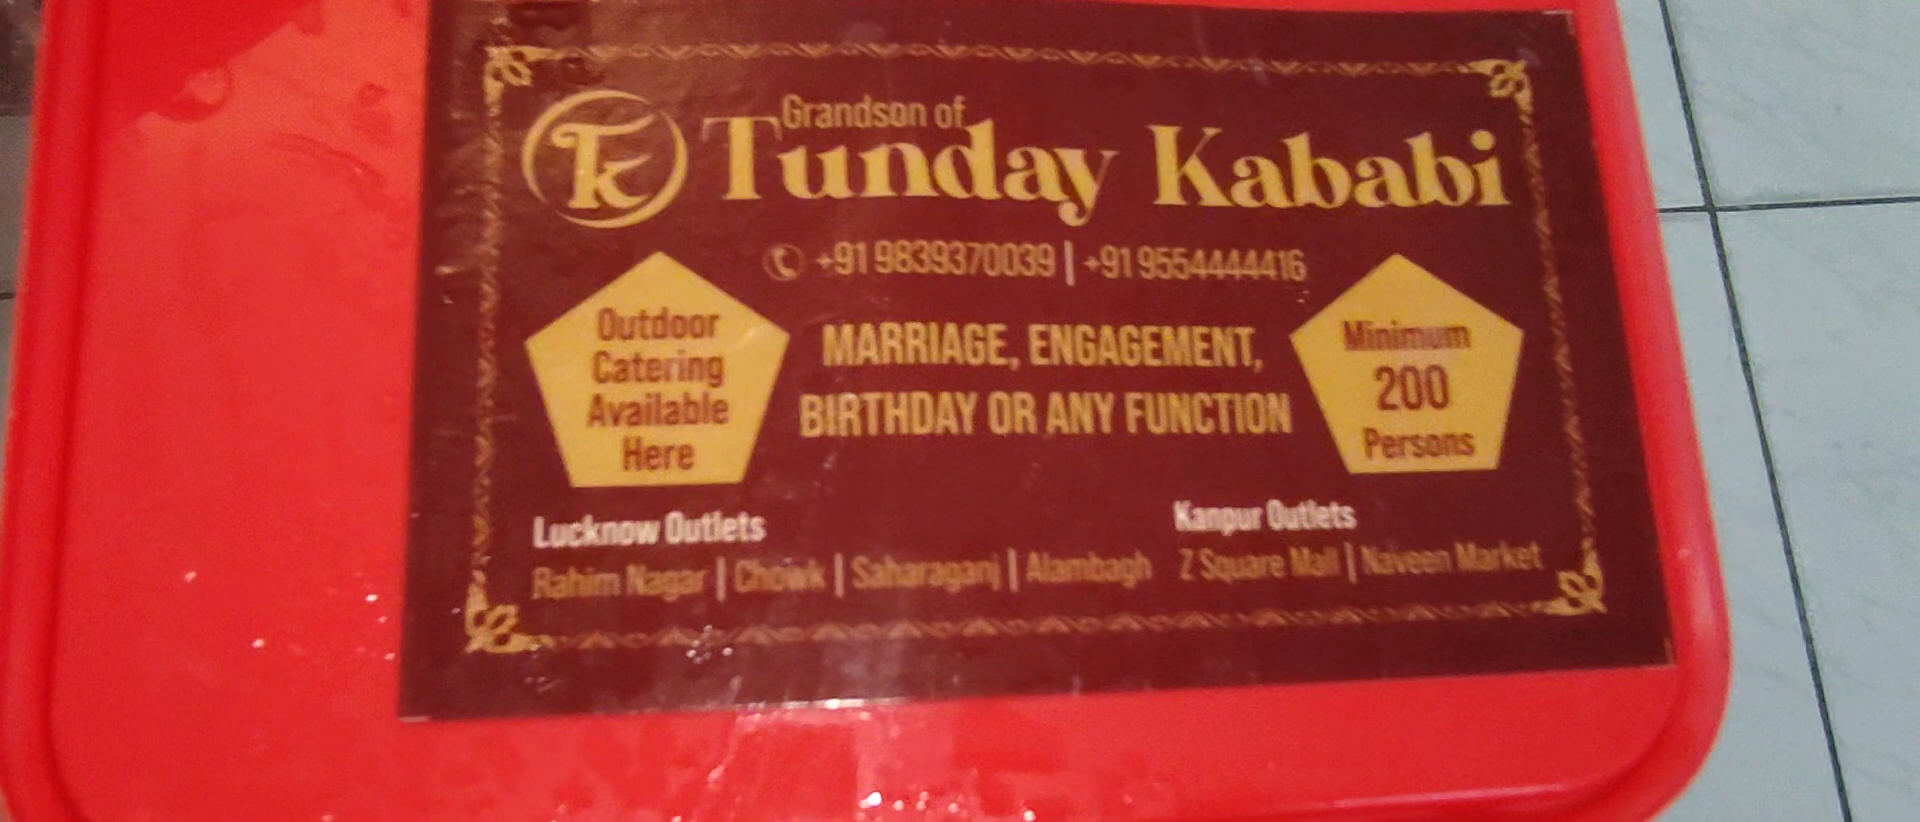 Tk
Grandson of
Tunday Kababi
+91 9839370039 | +91 9554444416
Outdoor
Catering
Available
Here
MARRIAGE, ENGAGEMENT,
BIRTHDAY OR ANY FUNCTION
Minimum
200
Persons
Lucknow Outlets
Rahim Nagar | Chowk | Saharaganj | Alambagh
Kanpur Outlets
Z Square Mall | Naveen Market